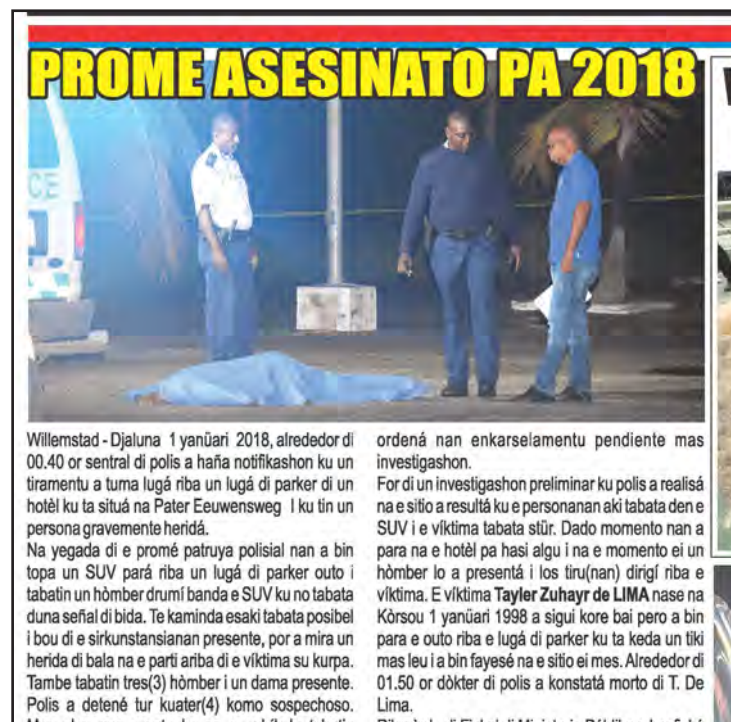 PROME ASESINATO PA 2018
CE
Willemstad - Djaluna 1 yanüari 2018, alrededor di
00.40 or sentral di polis a haña notifikashon ku un
tiramentu a tuma lugá riba un lugá di parker di un
hotèl ku ta situá na Pater Eeuwensweg I ku tin un
persona gravemente heridá.
Na yegada di e promé patruya polisial nan a bin
topa un SUV pará riba un lugá di parker outo i
tabatin un hòmber drumí banda e SUV ku no tabata
duna señal di bida. Te kaminda esaki tabata posibel
i bou di e sirkunstansianan presente, por a mira un
herida di bala na e parti ariba di e víktima su kurpa.
Tambe tabatin tres(3) hòmber i un dama presente.
Polis a detené tur kuater(4) komo sospechoso.
ordená nan enkarselamentu pendiente mas
investigashon.
For di un investigashon preliminar ku polis a realisá
na e sitio a resultá ku e personanan aki tabata den e
SUV i e víktima tabata stür. Dado momento nan a
para na e hotèl pa hasi algu i na e momento ei un
hòmber lo a presentá i los tiru(nan) dirigí riba e
víktima. E víktima Tayler Zuhayr de LIMA nase na
Kòrsou 1 yanüari 1998 a sigui kore bai pero a bin
para e outo riba e lugá di parker ku ta keda un tiki
mas leu i a bin fayesé na e sitio ei mes. Alrededor di
01.50 or dòkter di polis a konstatá morto di T. De
Lima.